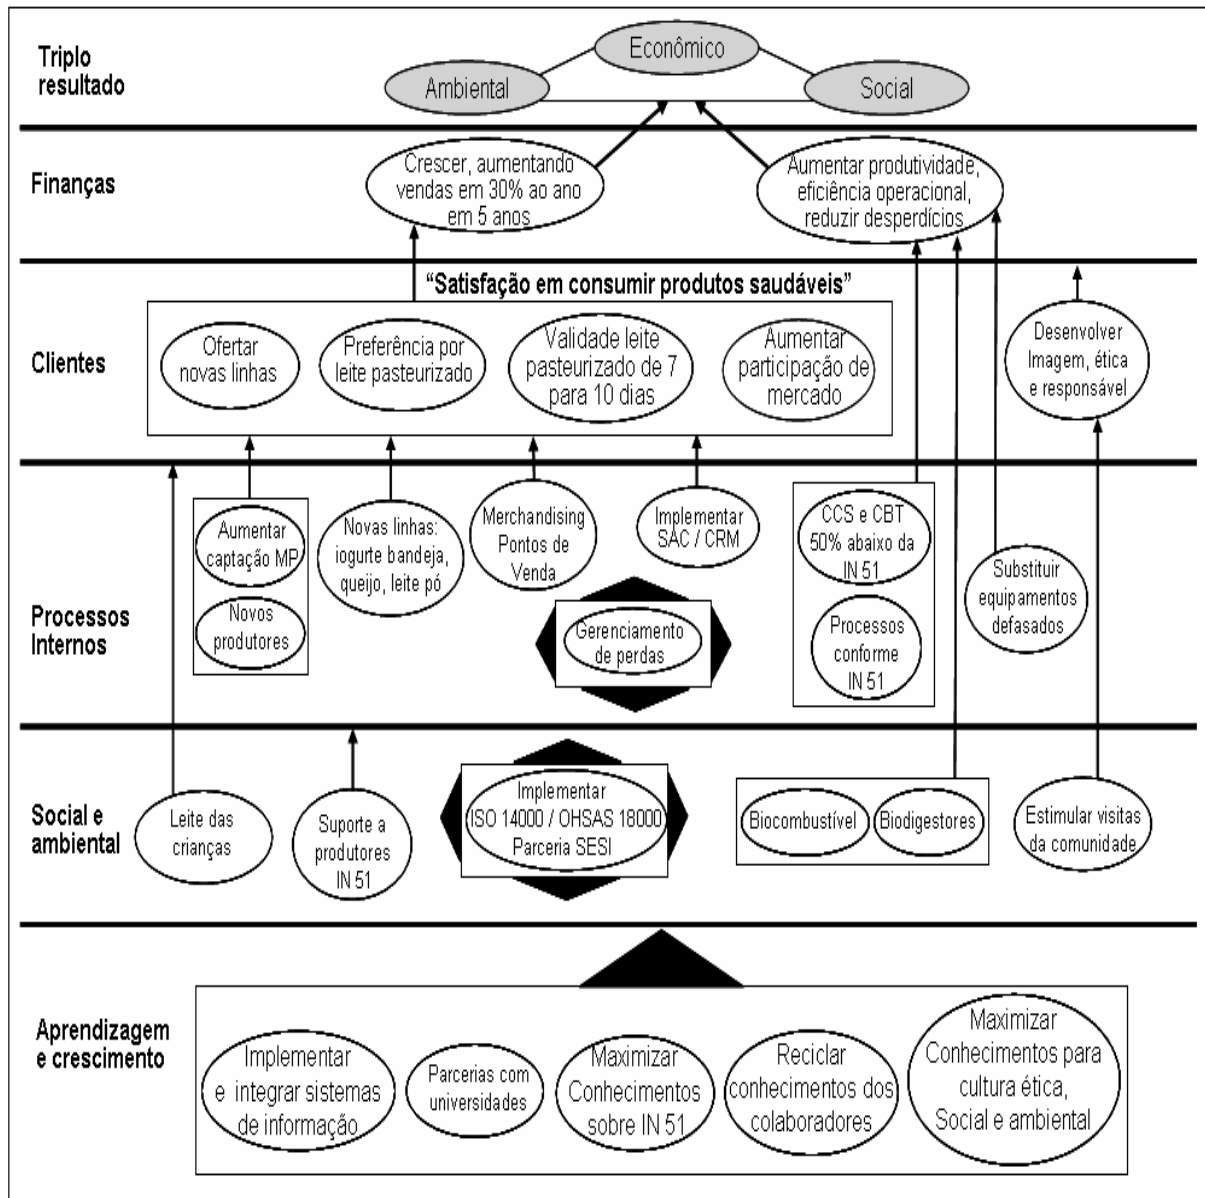 Triplo
resultado
Econômico
Ambiental
Social
Finanças
Crescer, aumentando
vendas em 30% ao ano
em 5 anos
Aumentar produtividade,
eficiência operacional,
reduzir desperdícios
Clientes
“Satisfação em consumir produtos saudáveis”
Ofertar
novas linhas
Preferência por
leite pasteurizado
Validade leite
pasteurizado de 7
para 10 dias
Aumentar
participação de
mercado
Desenvolver
Imagem, ética
e responsável
Processos
Internos
Aumentar
captação MP
Novos
produtores
Novas linhas:
iogurte bandeja,
queijo, leite pó
Merchandising
Pontos de
Venda
Implementar
SAC / CRM
Gerenciamento
de perdas
CCS e CBT
50% abaixo da
IN 51
Processos
conforme
IN 51
Substituir
equipamentos
defasados
Social e
ambiental
Leite das
crianças
Suporte a
produtores
IN 51
Implementar
ISO 14000 / OHSAS 18000
Parceria SESI
Biocombustível
Biodigestores
Estimular visitas
da comunidade
Aprendizagem
e crescimento
Implementar
e integrar sistemas
de informação
Parcerias com
universidades
Maximizar
Conhecimentos
sobre IN 51
Reciclar
conhecimentos dos
colaboradores
Maximizar
Conhecimentos para
cultura ética,
Social e ambiental